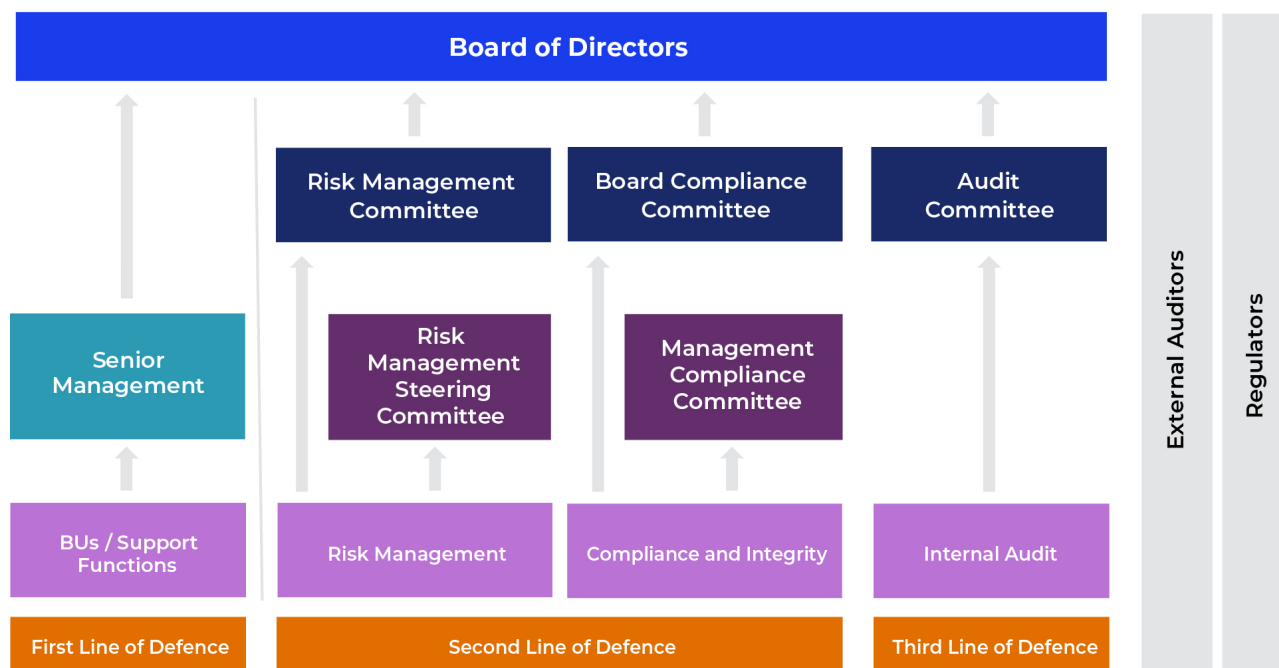 Board of Directors
Risk Management
Committee
Board Compliance
Committee
Audit
Committee
Senior
Management
Risk
Management
Steering
Committee
Management
Compliance
Committee
BUs / Support
Functions
Risk Management
Compliance and Integrity
Internal Audit
First Line of Defence
Second Line of Defence
Third Line of Defence
External Auditors
Regulators